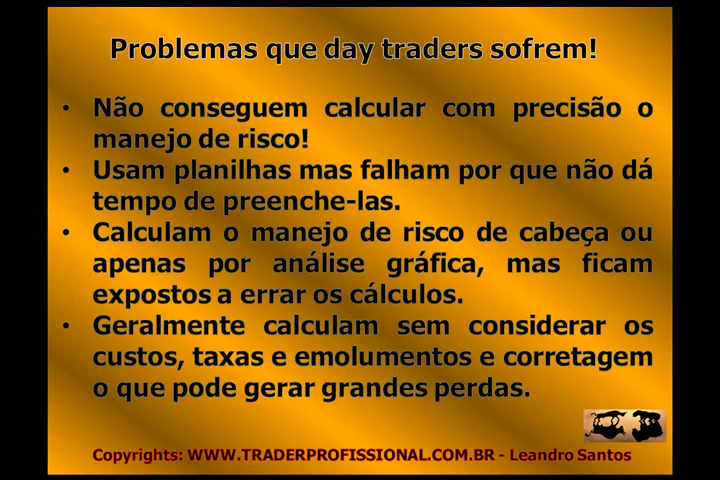 Problemas que day traders sofrem!
• Não conseguem calcular com precisão o
manejo de risco!
• Usam planilhas mas falham por que não dá
tempo de preenche-las.
• Calculam o manejo de risco de cabeça ou
apenas por análise gráfica, mas ficam
expostos a errar os cálculos.
• Geralmente calculam sem considerar os
custos, taxas e emolumentos e corretagem
o que pode gerar grandes perdas.
Copyrights: WWW.TRADERPROFISSIONAL.COM.BR - Leandro Santos